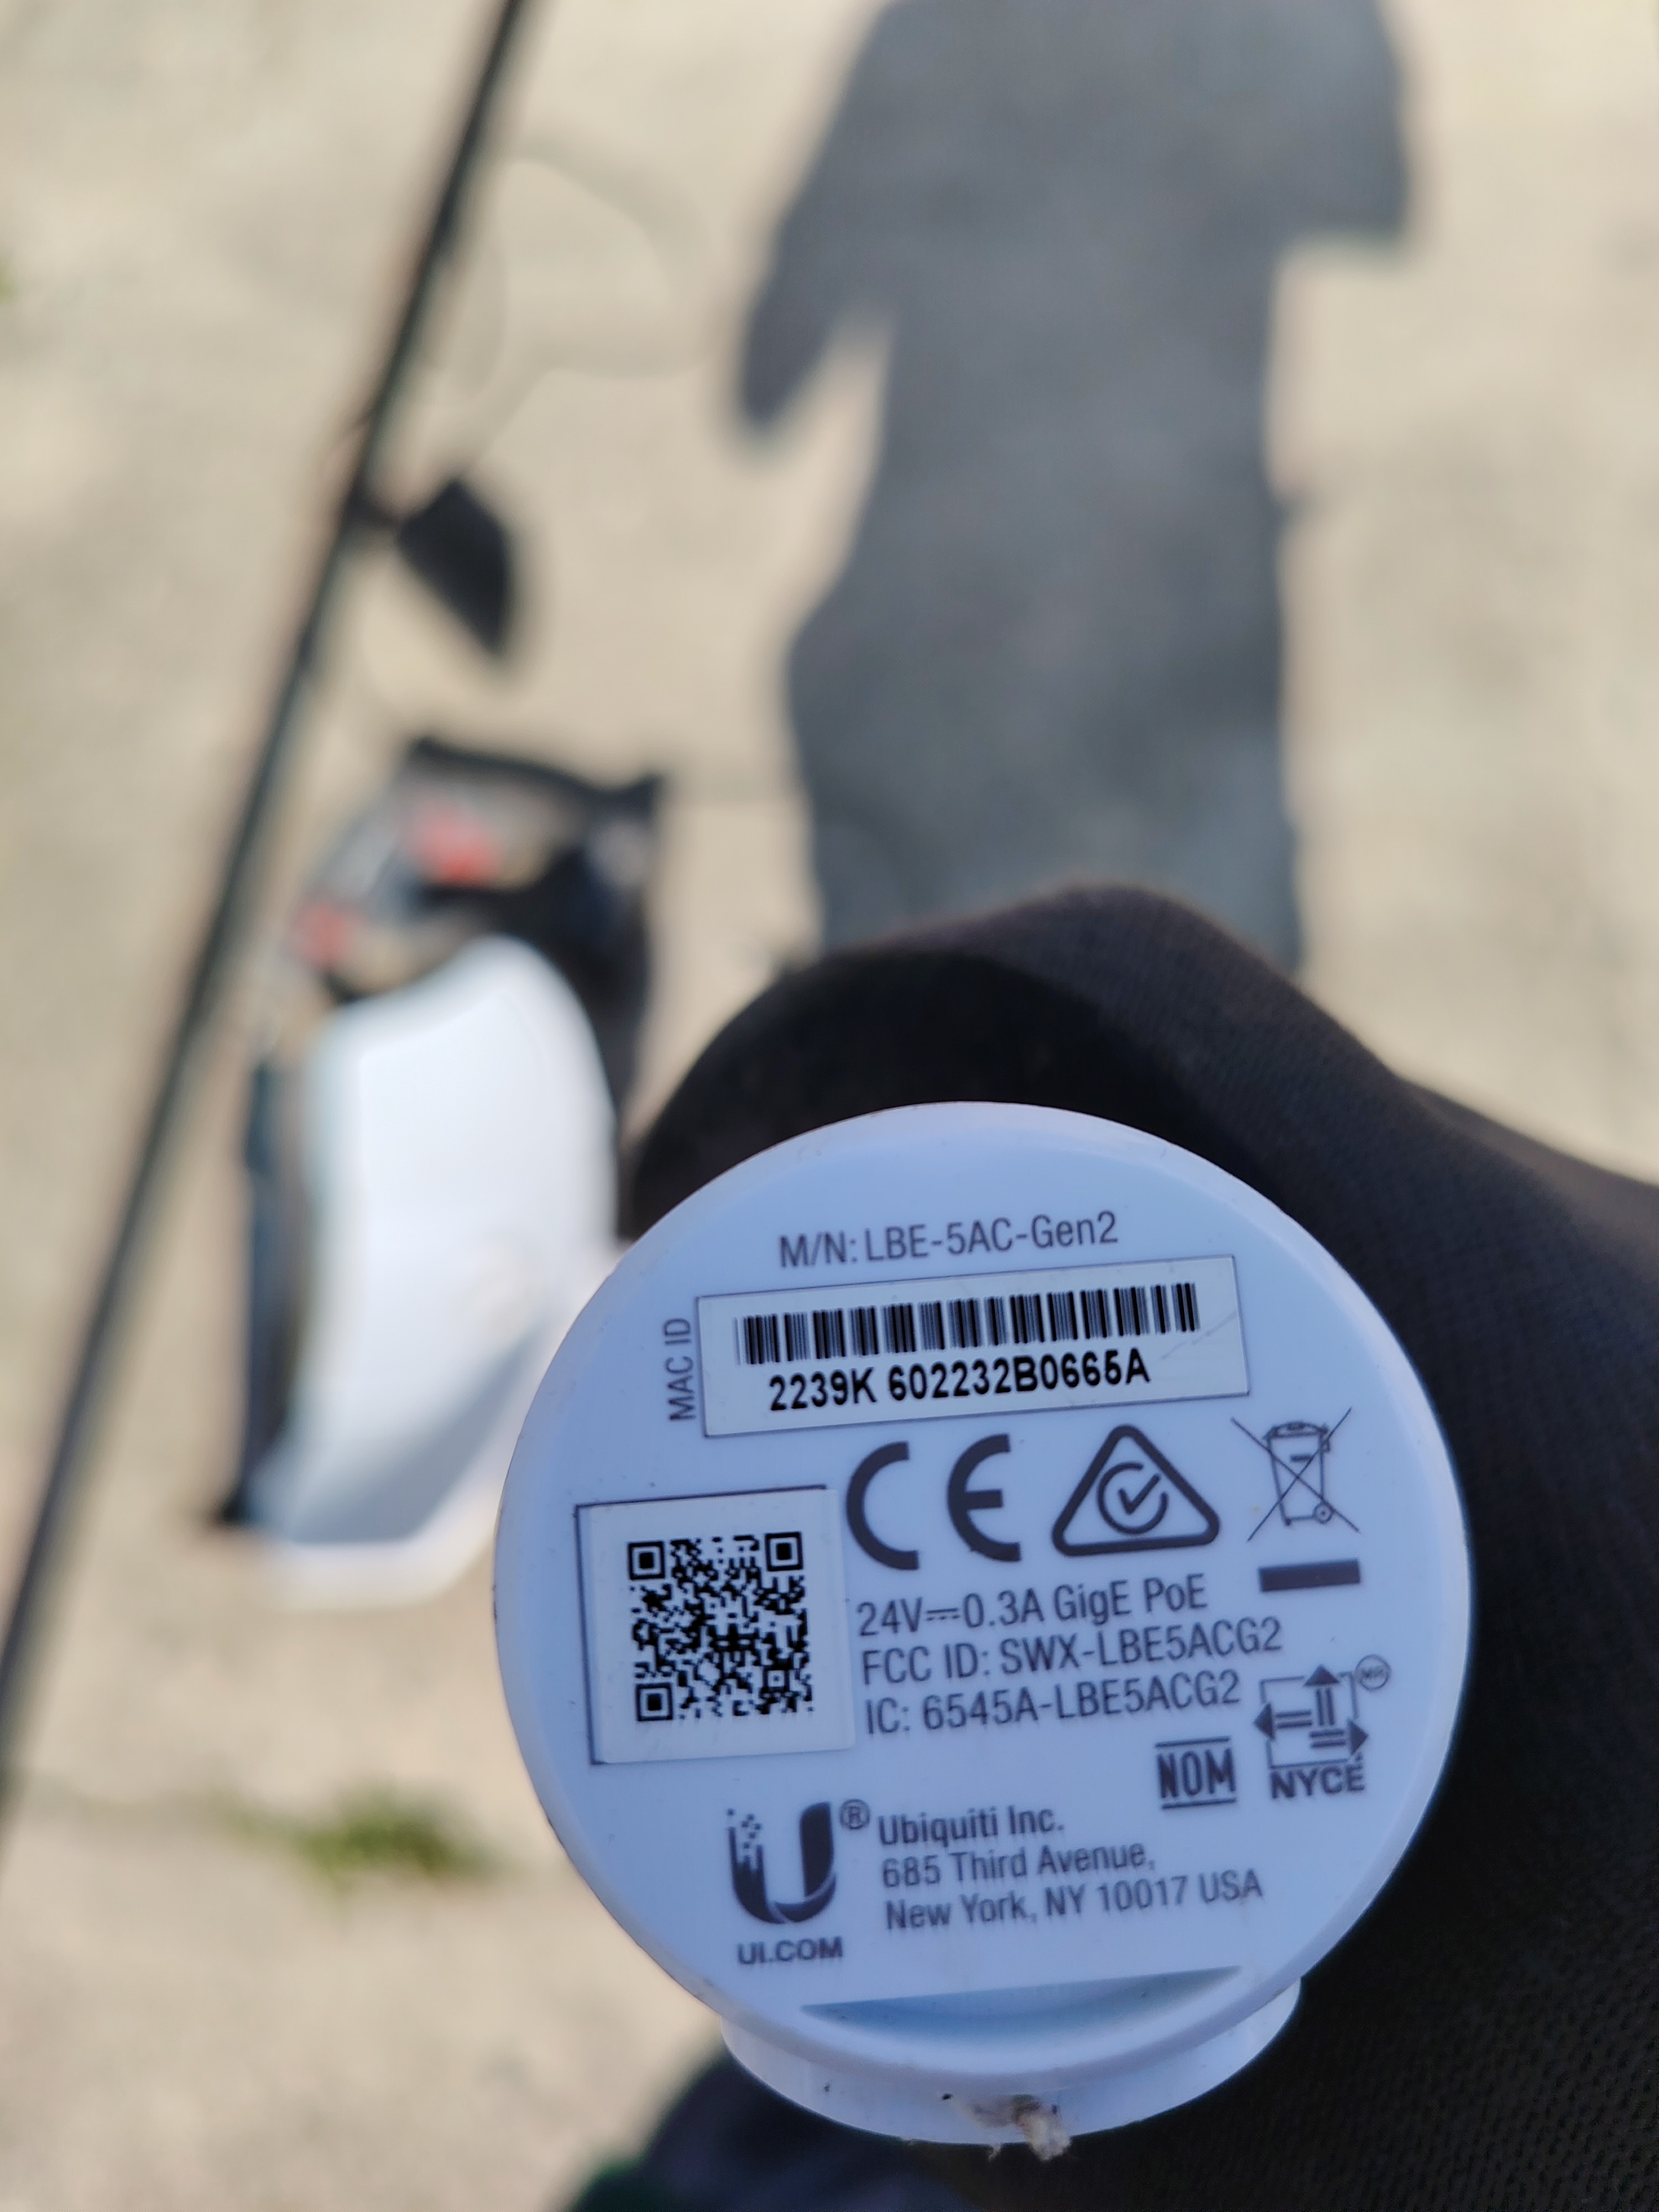 M/N: LBE-5AC-Gen2
MAC ID
2239K 602232B0665A
CE
24V⎓0.3A GigE PoE
FCC ID: SWX-LBE5ACG2
IC: 6545A-LBE5ACG2
NOM
NYCE
U® Ubiquiti Inc.
685 Third Avenue,
New York, NY 10017 USA
UI.COM